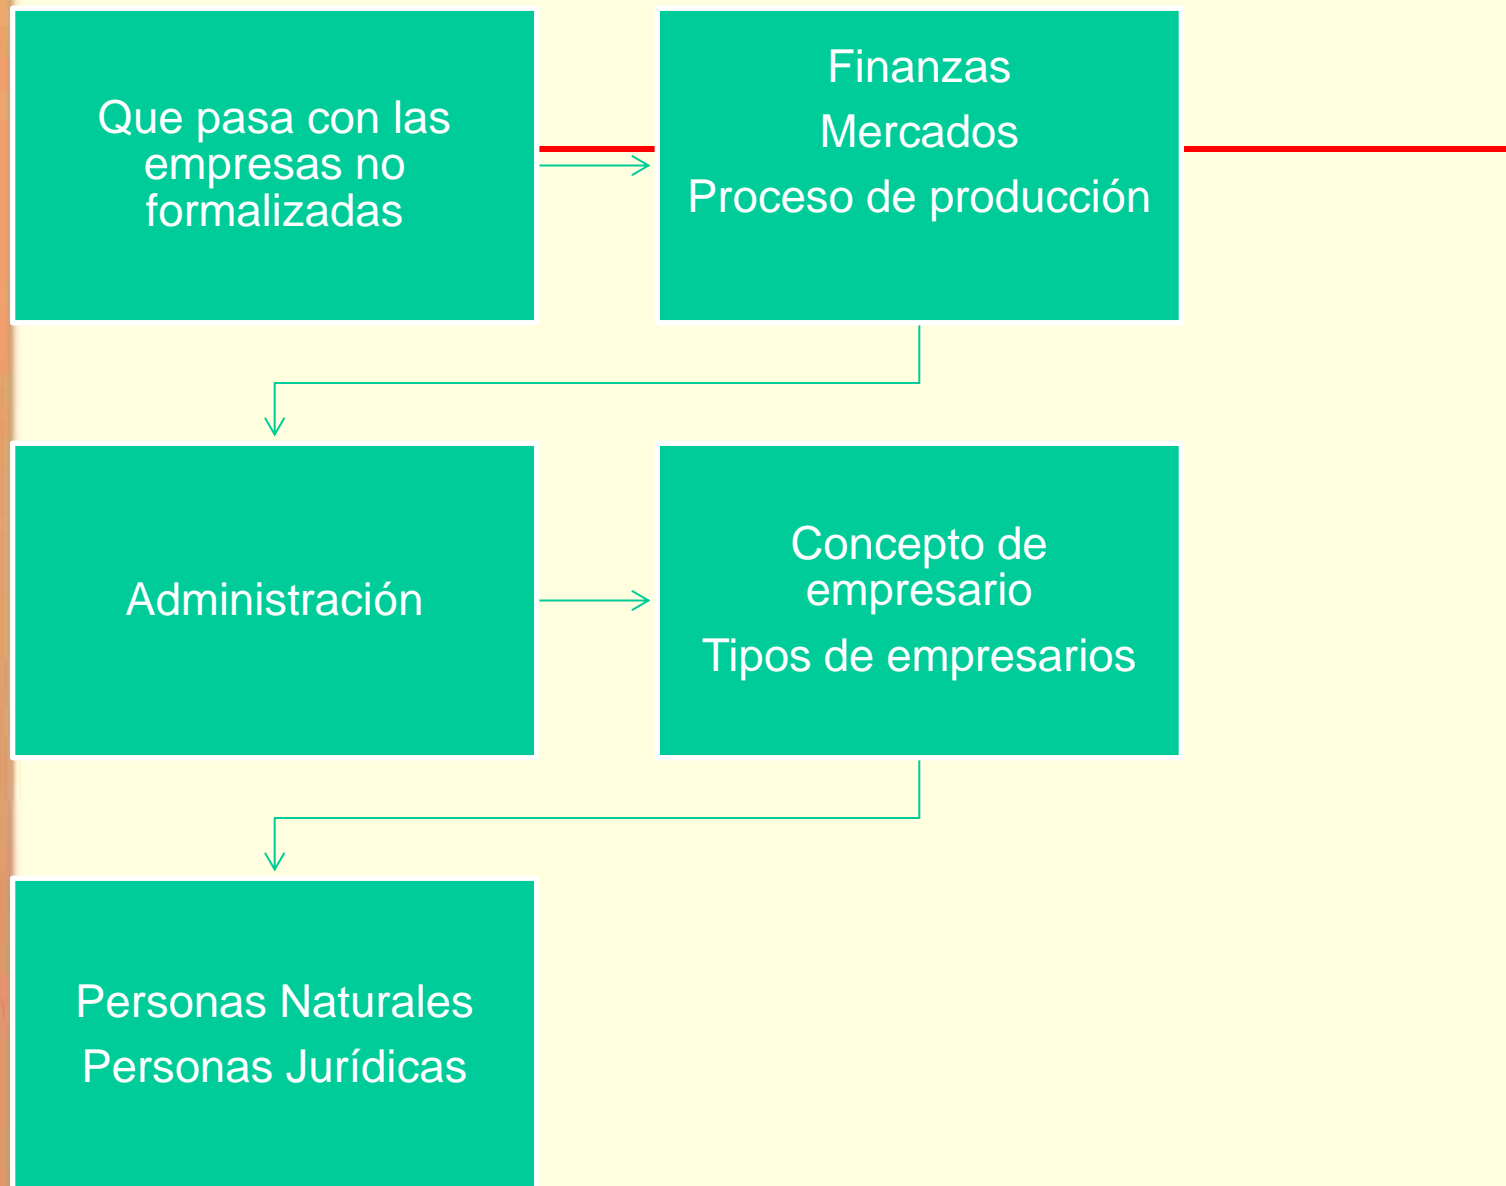 Que pasa con las
empresas no
formalizadas
Finanzas
Mercados
Proceso de producción
Administración
Concepto de
empresario
Tipos de empresarios
Personas Naturales
Personas Jurídicas